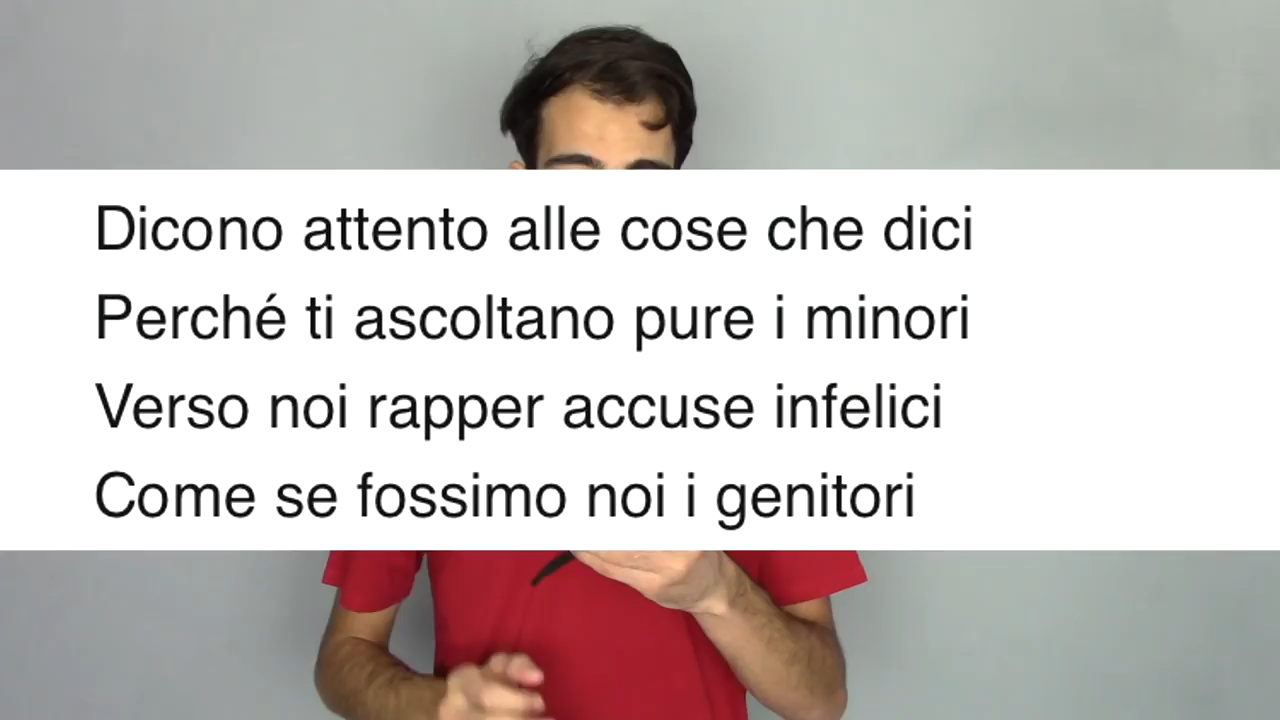 Dicono attento alle cose che dici
Perché ti ascoltano pure i minori
Verso noi rapper accuse infelici
Come se fossimo noi i genitori